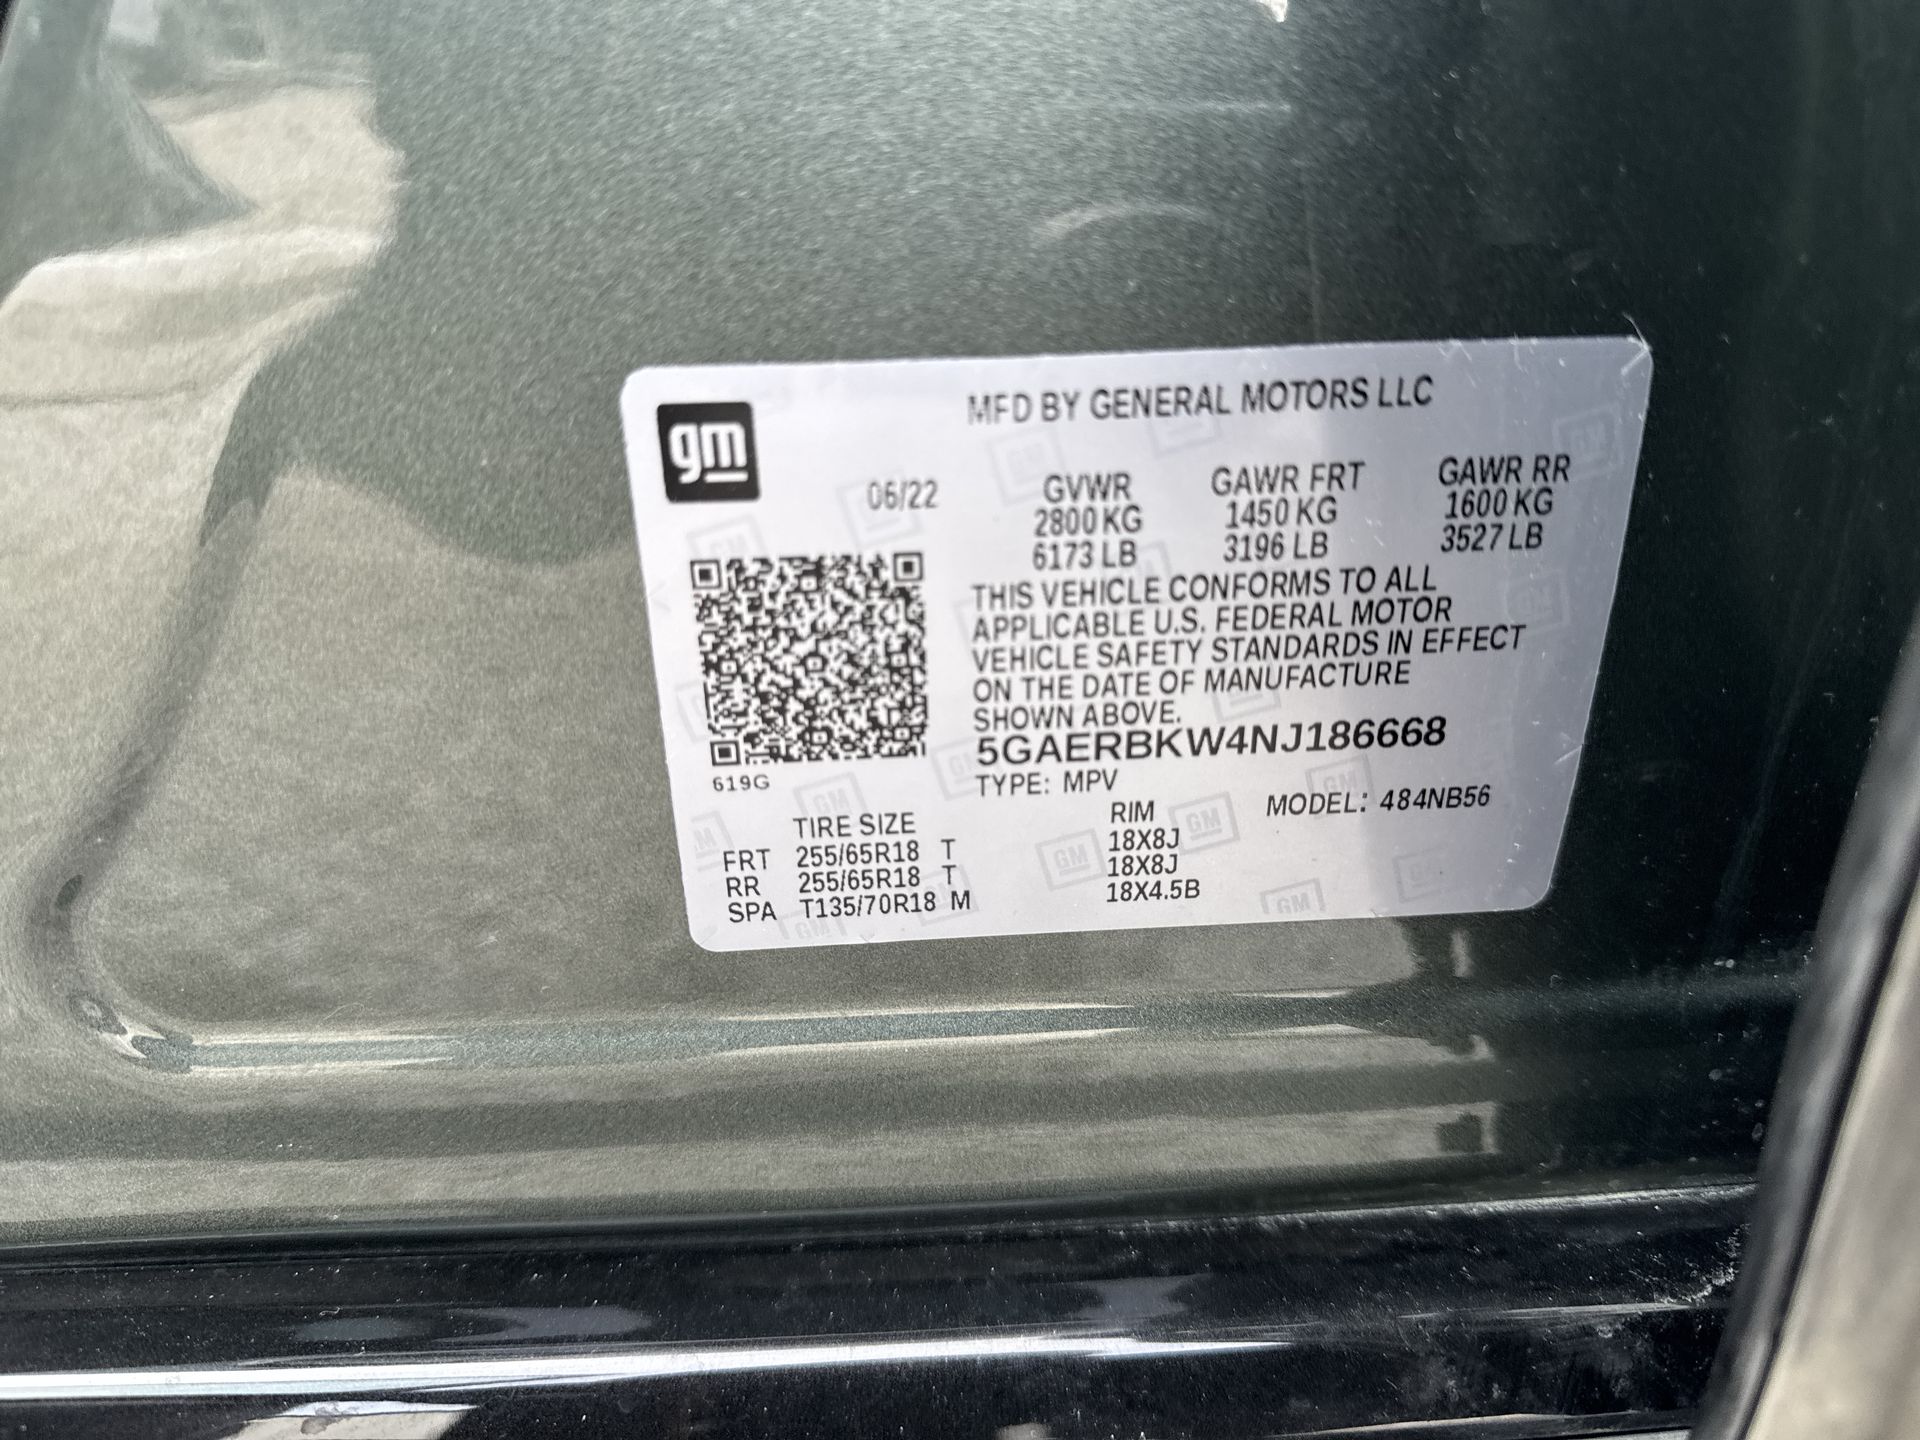 gm
MFD BY GENERAL MOTORS LLC
06/22
GVWR GAWR FRT GAWR RR
2800 KG 1450 KG 1600 KG
6173 LB 3196 LB 3527 LB
THIS VEHICLE CONFORMS TO ALL
APPLICABLE U.S. FEDERAL MOTOR
VEHICLE SAFETY STANDARDS IN EFFECT
ON THE DATE OF MANUFACTURE
SHOWN ABOVE.
5GAERBKW4NJ186668
619G
TYPE: MPV MODEL: 484NB56
TIRE SIZE RIM
FRT 255/65R18 T 18X8J
RR 255/65R18 T 18X8J
SPA T135/70R18 M 18X4.5B